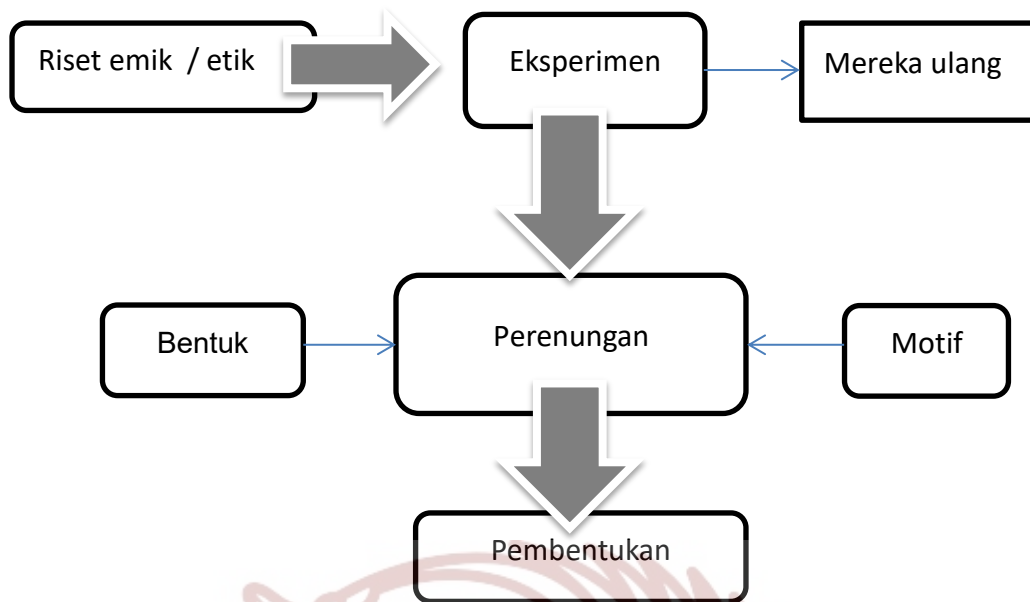 Riset emik / etik
Eksperimen
Mereka ulang
Bentuk
Perenungan
Motif
Pembentukan